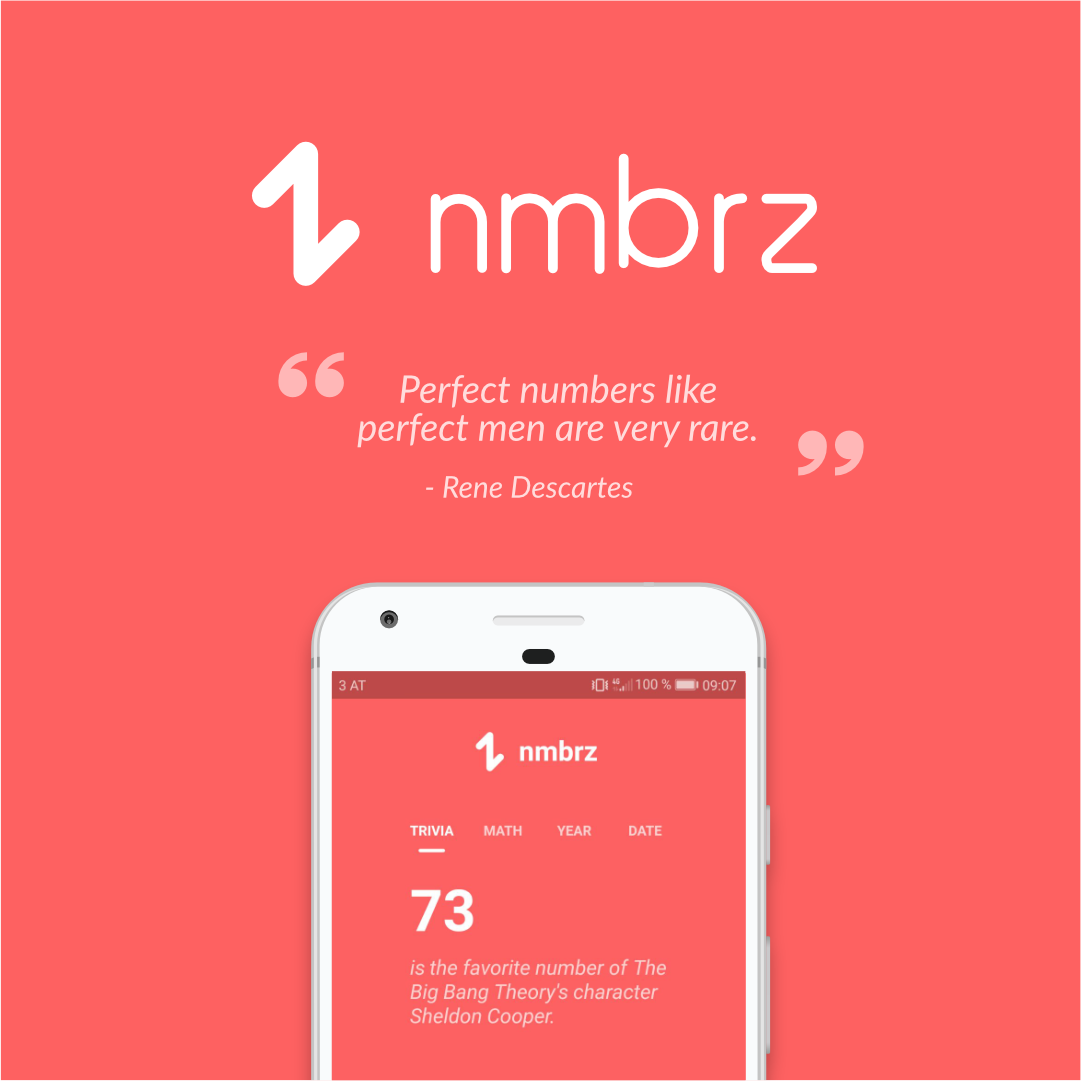 nmbrz
“ Perfect numbers like
perfect men are very rare. ”
- Rene Descartes
3 AT 4G 100 % 09:07
nmbrz
TRIVIA MATH YEAR DATE
73
is the favorite number of The
Big Bang Theory's character
Sheldon Cooper.